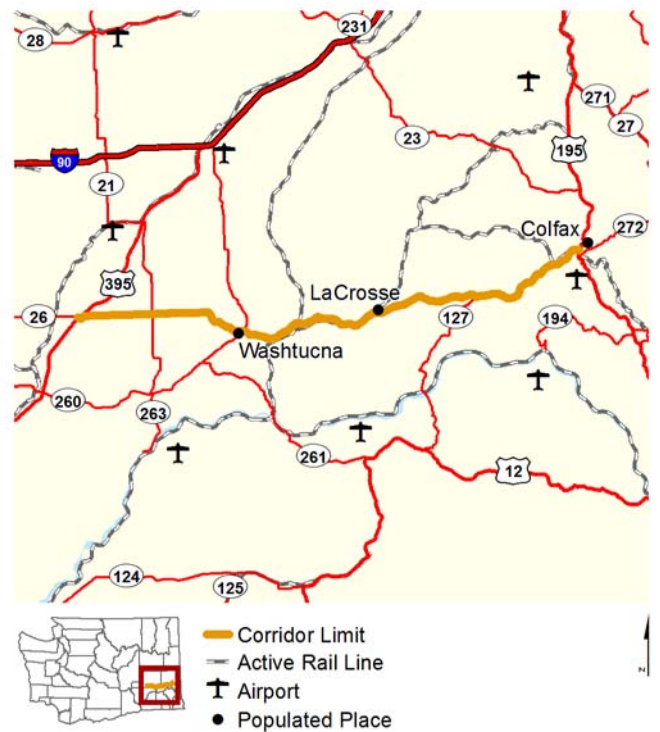 231
28
271
27
23
195
90
21
272
Colfax
395
LaCrosse
26
127
194
Washtucna
260
263
261
12
124
125
Corridor Limit
Active Rail Line
Airport
Populated Place
N